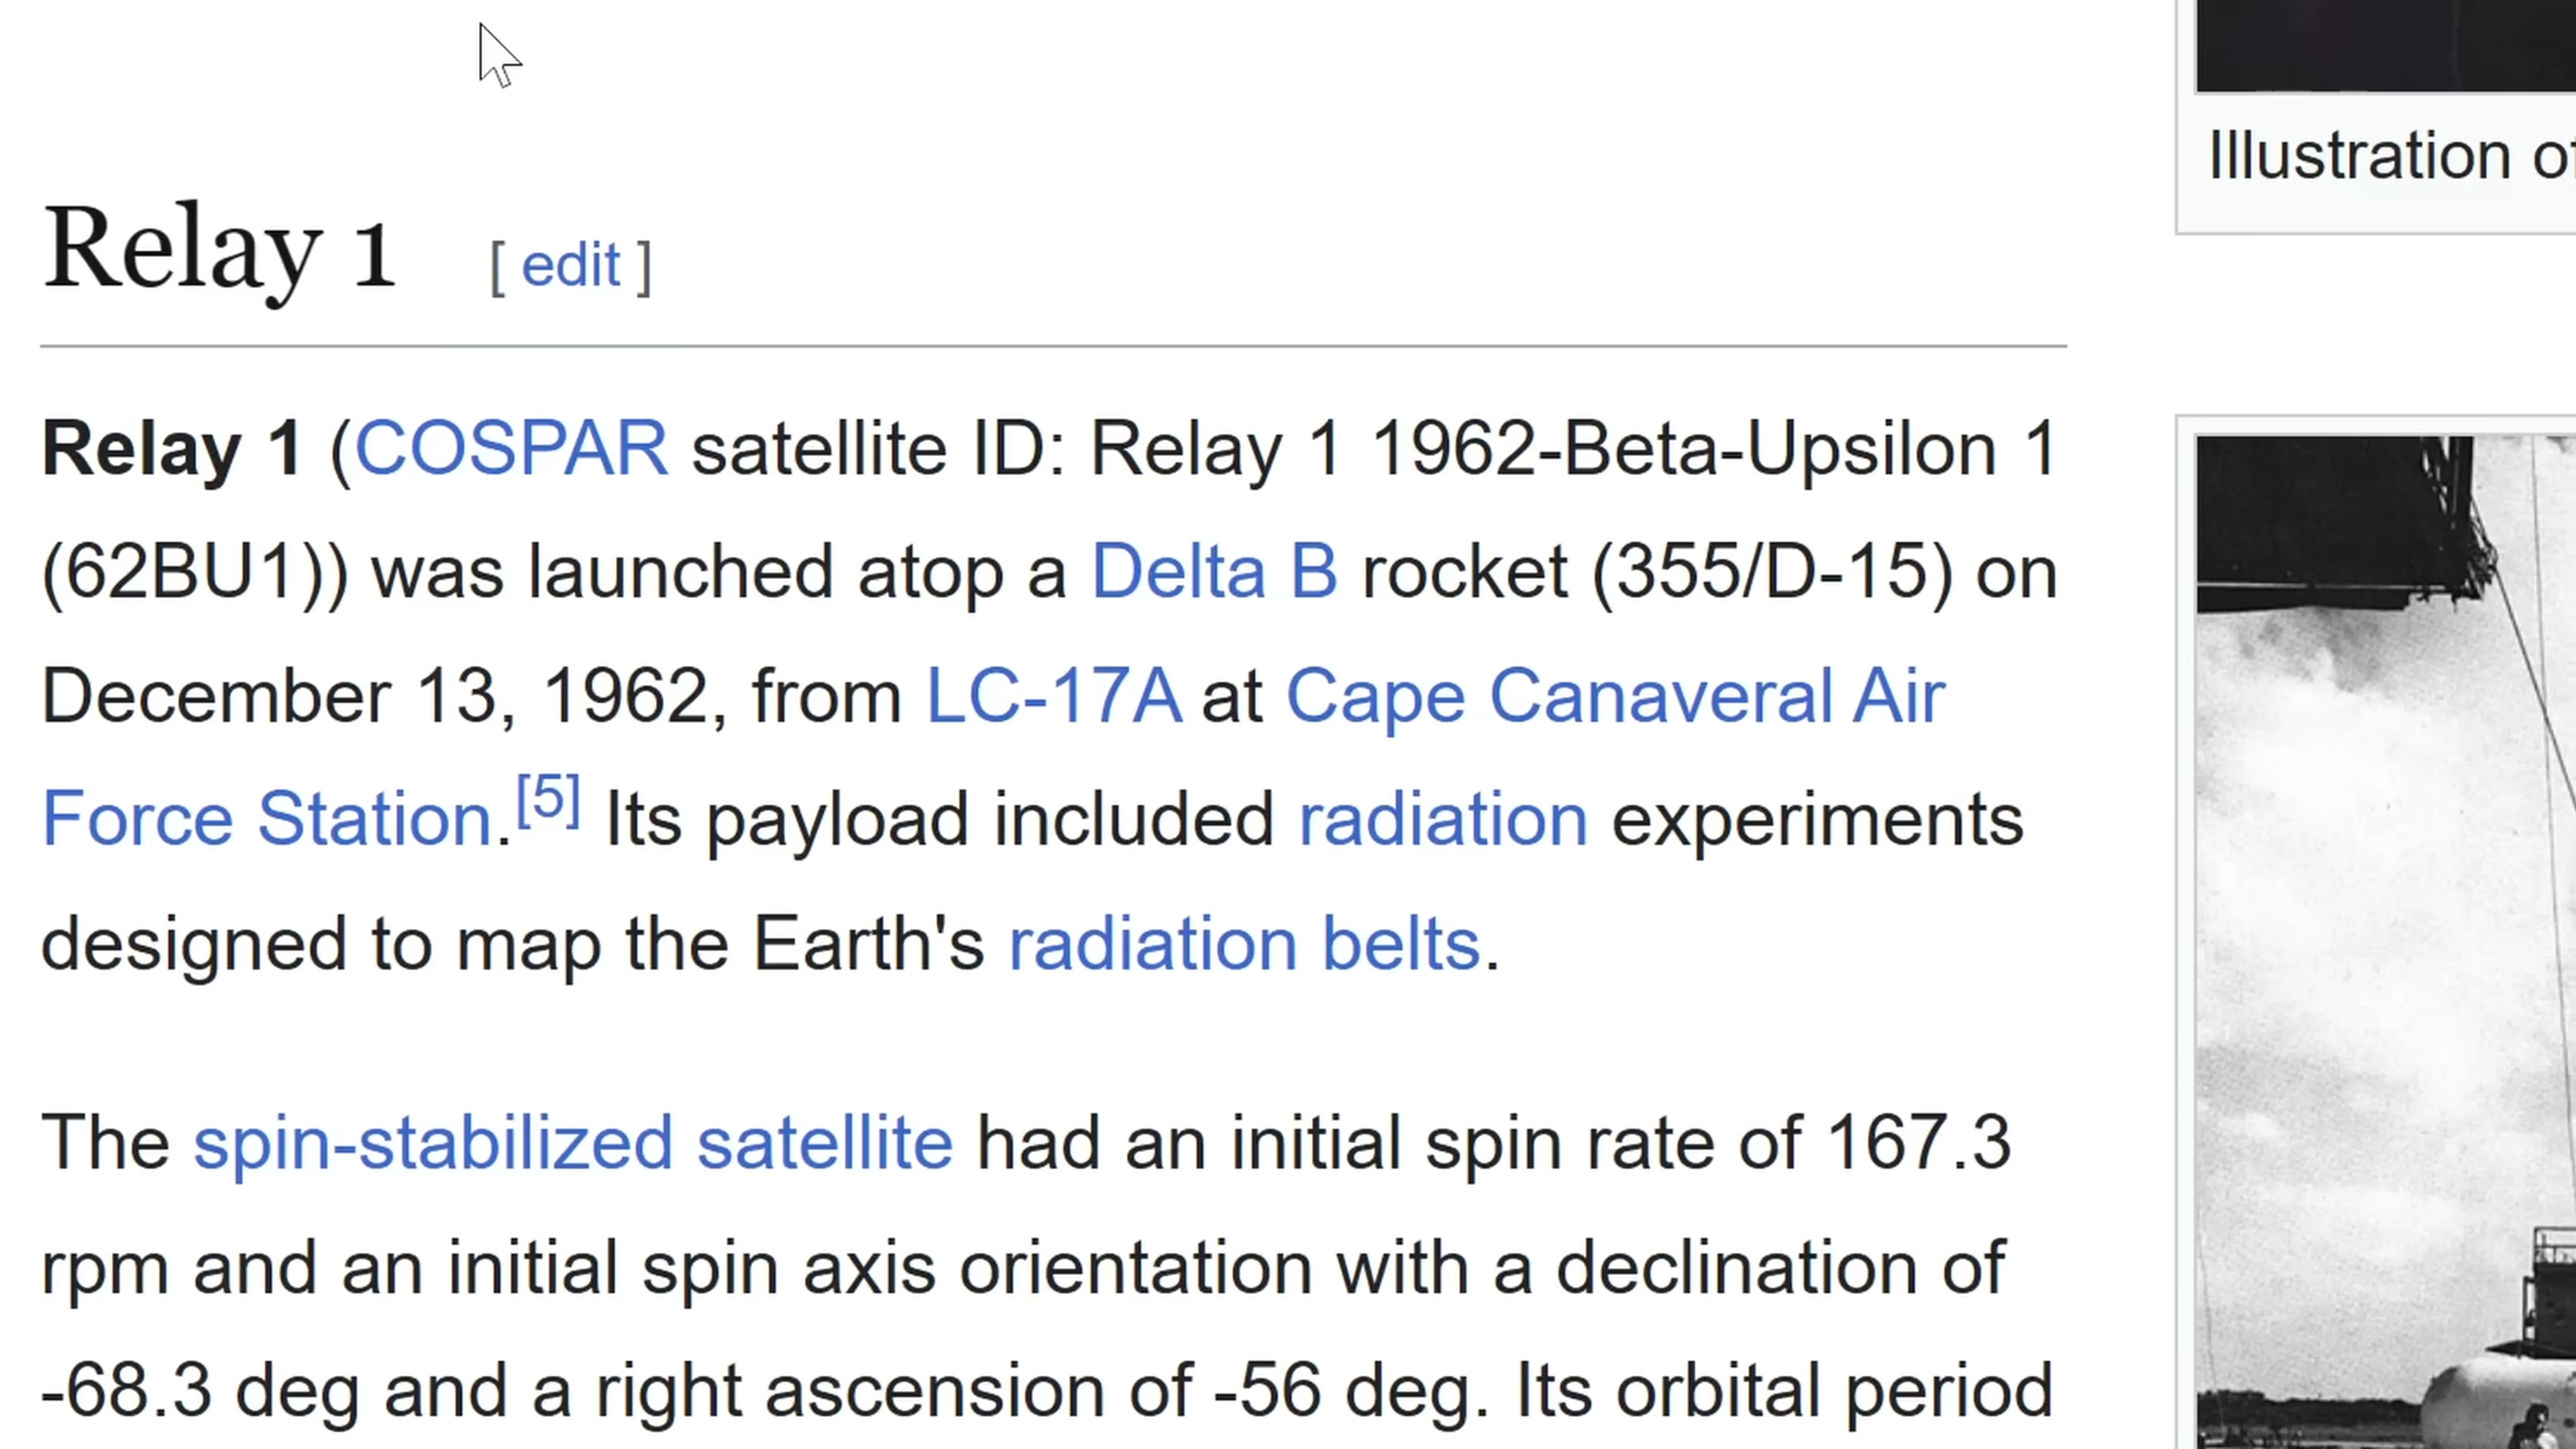 Illustration of
Relay 1 [ edit ]
Relay 1 (COSPAR satellite ID: Relay 1 1962-Beta-Upsilon 1
(62BU1)) was launched atop a Delta B rocket (355/D-15) on
December 13, 1962, from LC-17A at Cape Canaveral Air
Force Station.[5] Its payload included radiation experiments
designed to map the Earth's radiation belts.
The spin-stabilized satellite had an initial spin rate of 167.3
rpm and an initial spin axis orientation with a declination of
-68.3 deg and a right ascension of -56 deg. Its orbital period